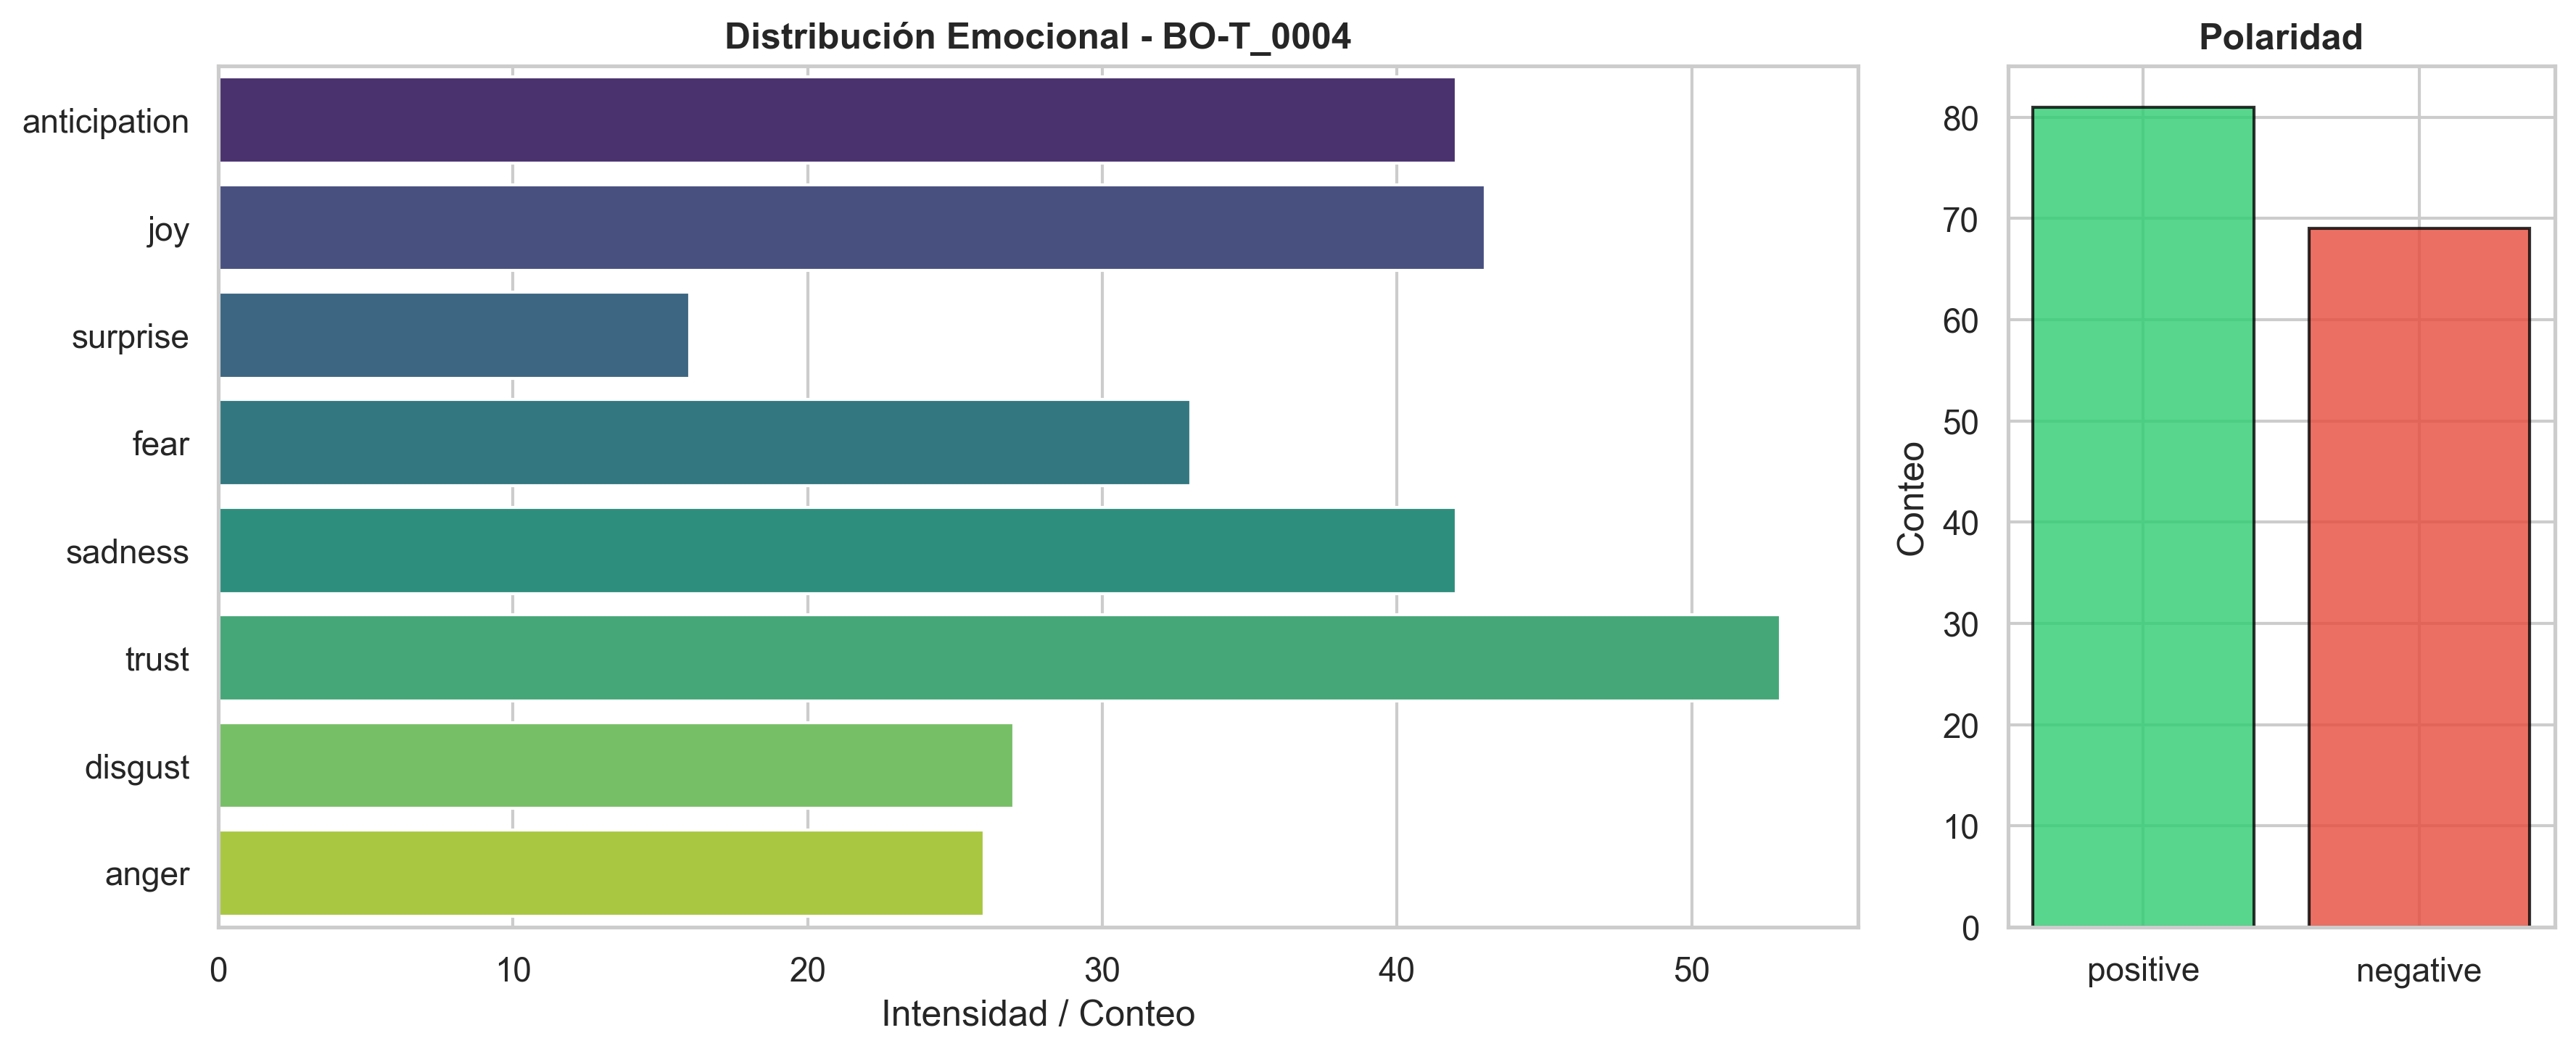 Distribución Emocional - BO-T_0004
anticipation
joy
surprise
fear
sadness
trust
disgust
anger
0 10 20 30 40 50
Intensidad / Conteo
Polaridad
Conteo
80
70
60
50
40
30
20
10
0
positive negative